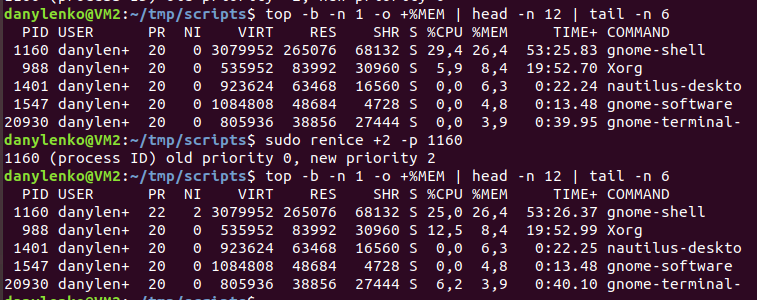 danylenko@VM2:~/tmp/scripts$ top -b -n 1 -o +%MEM | head -n 12 | tail -n 6
PID USER PR NI VIRT RES SHR S %CPU %MEM TIME+ COMMAND
1160 danylen+ 20 0 3079952 265076 68132 S 29,4 26,4 53:25.83 gnome-shell
988 danylen+ 20 0 535952 83992 30960 S 5,9 8,4 19:52.70 Xorg
1401 danylen+ 20 0 923624 63468 16560 S 0,0 6,3 0:22.24 nautilus-deskto
1547 danylen+ 20 0 1084808 48684 4728 S 0,0 4,8 0:13.48 gnome-software
20930 danylen+ 20 0 805936 38856 27444 S 0,0 3,9 0:39.95 gnome-terminal-
danylenko@VM2:~/tmp/scripts$ sudo renice +2 -p 1160
1160 (process ID) old priority 0, new priority 2
danylenko@VM2:~/tmp/scripts$ top -b -n 1 -o +%MEM | head -n 12 | tail -n 6
PID USER PR NI VIRT RES SHR S %CPU %MEM TIME+ COMMAND
1160 danylen+ 22 2 3079952 265076 68132 S 25,0 26,4 53:26.37 gnome-shell
988 danylen+ 20 0 535952 83992 30960 S 12,5 8,4 19:52.99 Xorg
1401 danylen+ 20 0 923624 63468 16560 S 0,0 6,3 0:22.25 nautilus-deskto
1547 danylen+ 20 0 1084808 48684 4728 S 0,0 4,8 0:13.48 gnome-software
20930 danylen+ 20 0 805936 38856 27444 S 6,2 3,9 0:40.10 gnome-terminal-